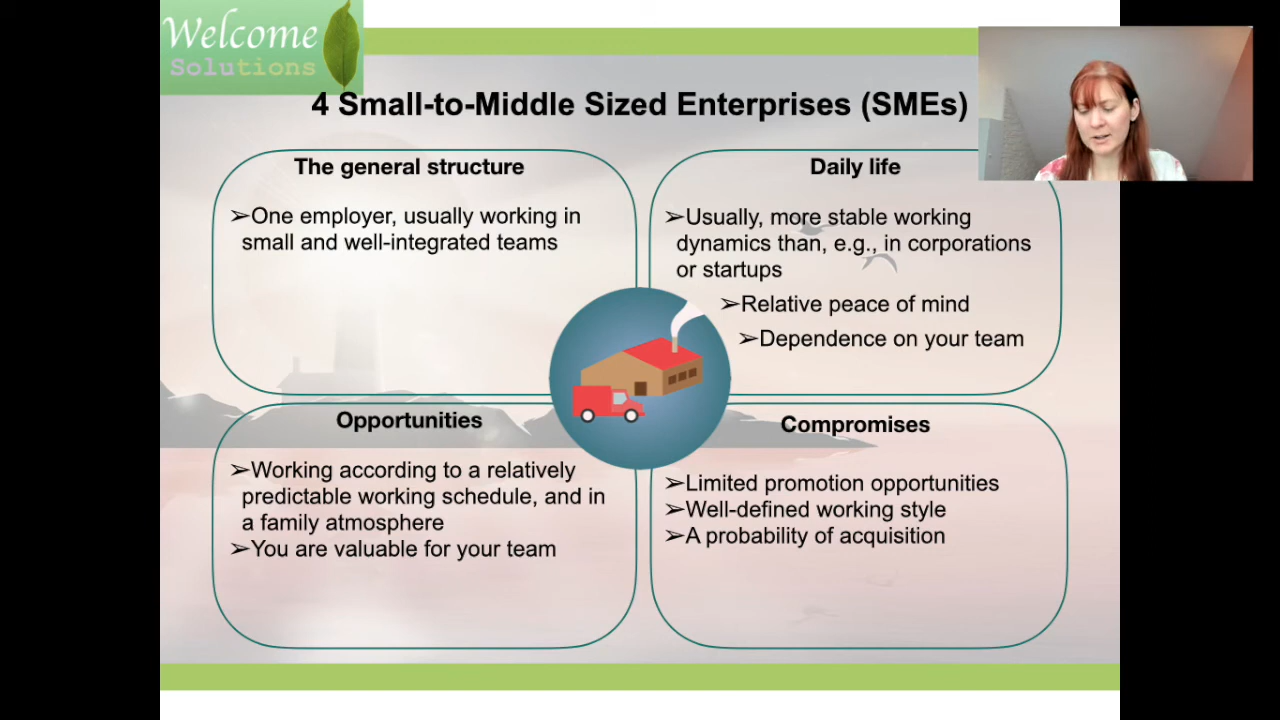 Welcome
Solutions
4 Small-to-Middle Sized Enterprises (SMEs)
The general structure
➢One employer, usually working in
small and well-integrated teams
Daily life
➢Usually, more stable working
dynamics than, e.g., in corporations
or startups
➢Relative peace of mind
➢Dependence on your team
Opportunities
➢Working according to a relatively
predictable working schedule, and in
a family atmosphere
➢You are valuable for your team
Compromises
➢Limited promotion opportunities
➢Well-defined working style
➢A probability of acquisition